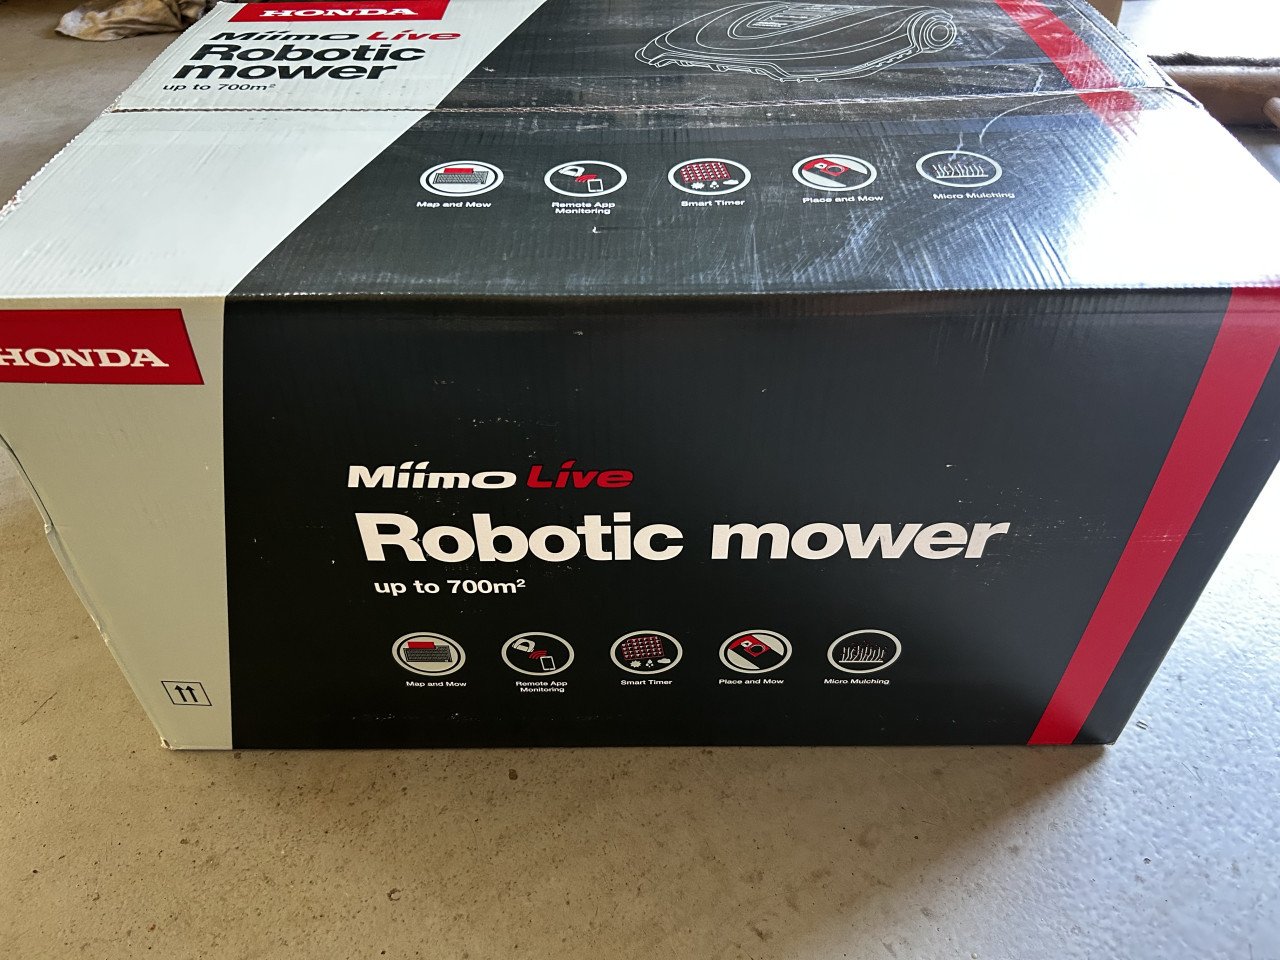 HONDA
Miimo Live
Robotic
mower
up to 700m²
Map and Mow
Remote App
Monitoring
Smart Timer
Place and Mow
Micro Mulching
HONDA
Miimo Live
Robotic mower
up to 700m²
Map and Mow
Remote App
Monitoring
Smart Timer
Place and Mow
Micro Mulching